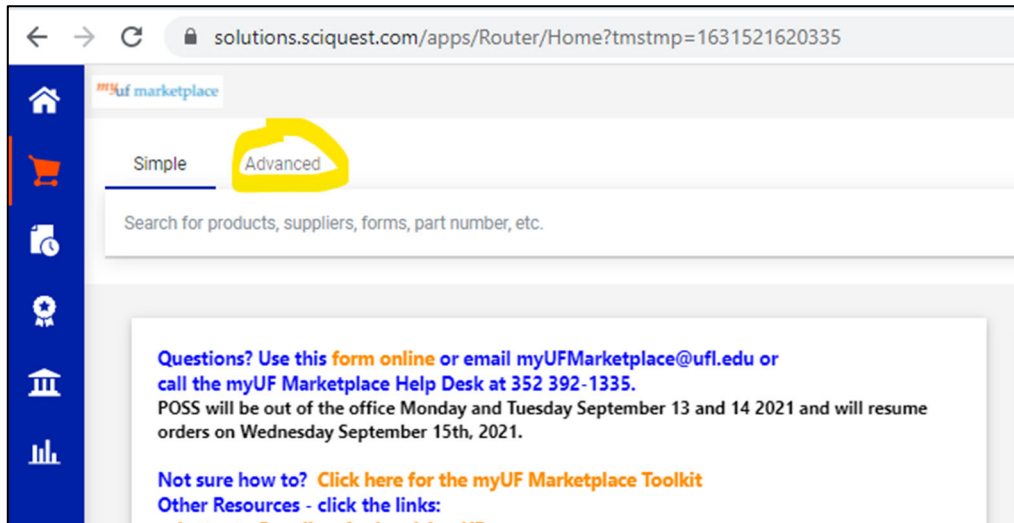 solutions.sciquest.com/apps/Router/Home?tmstmp=1631521620335
myuf marketplace
Simple Advanced
Search for products, suppliers, forms, part number, etc.
Questions? Use this form online or email myUFMarketplace@ufl.edu or
call the myUF Marketplace Help Desk at 352 392-1335.
POSS will be out of the office Monday and Tuesday September 13 and 14 2021 and will resume
orders on Wednesday September 15th, 2021.
Not sure how to? Click here for the myUF Marketplace Toolkit
Other Resources - click the links: